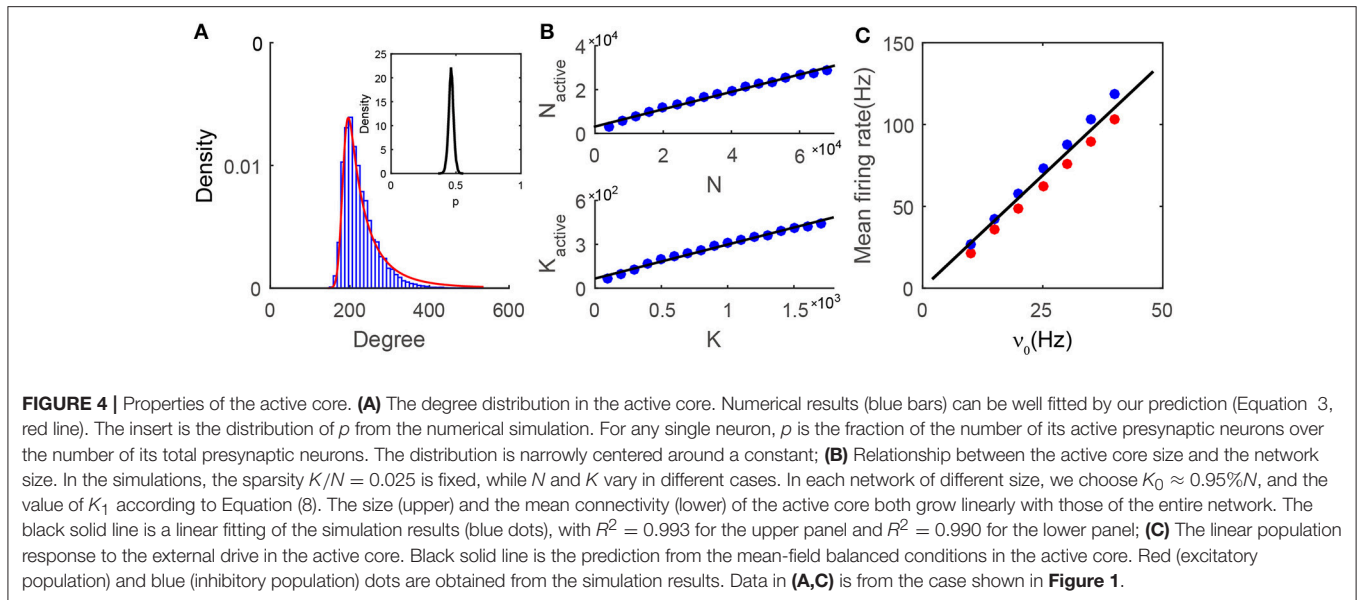 A
0
0.01
0
Density
0
200
400
600
Degree
25
20
15
10
5
0
Density
0
0.5
1
p
B
×10⁴
4
2
0
N_active
0
2
4
6
×10⁴
N
×10²
6
3
0
K_active
0
0.5
1
1.5
×10³
K
C
150
100
50
0
Mean firing rate(Hz)
0
25
50
ν₀(Hz)
FIGURE 4 | Properties of the active core. (A) The degree distribution in the active core. Numerical results (blue bars) can be well fitted by our prediction (Equation 3,
red line). The insert is the distribution of p from the numerical simulation. For any single neuron, p is the fraction of the number of its active presynaptic neurons over
the number of its total presynaptic neurons. The distribution is narrowly centered around a constant; (B) Relationship between the active core size and the network
size. In the simulations, the sparsity K/N = 0.025 is fixed, while N and K vary in different cases. In each network of different size, we choose K₀ ≈ 0.95%N, and the
value of K₁ according to Equation (8). The size (upper) and the mean connectivity (lower) of the active core both grow linearly with those of the entire network. The
black solid line is a linear fitting of the simulation results (blue dots), with R² = 0.993 for the upper panel and R² = 0.990 for the lower panel; (C) The linear population
response to the external drive in the active core. Black solid line is the prediction from the mean-field balanced conditions in the active core. Red (excitatory
population) and blue (inhibitory population) dots are obtained from the simulation results. Data in (A,C) is from the case shown in Figure 1.